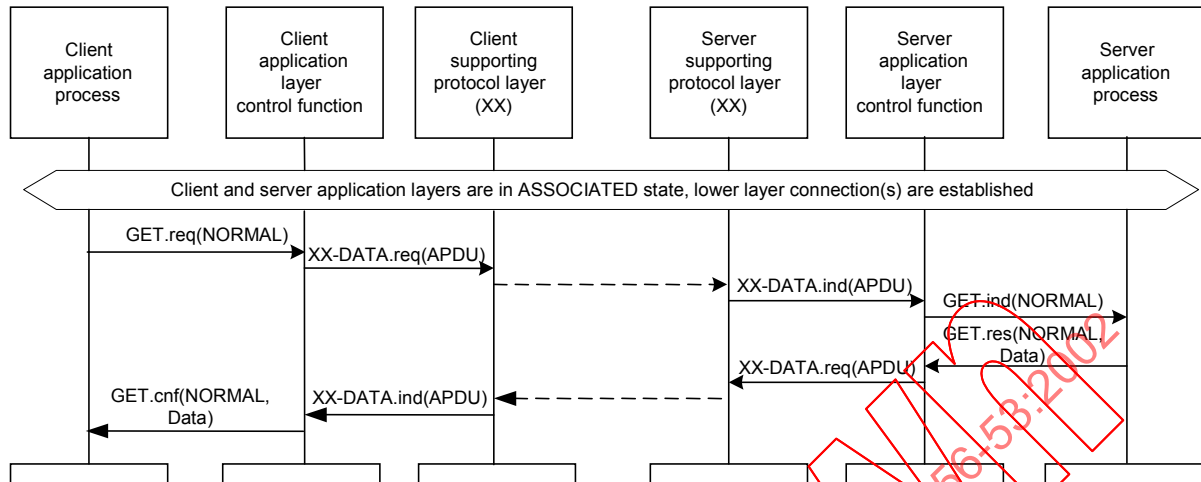 Client
application
process
Client
application
layer
control function
Client
supporting
protocol layer
(XX)
Server
supporting
protocol layer
(XX)
Server
application
layer
control function
Server
application
process
Client and server application layers are in ASSOCIATED state, lower layer connection(s) are established
GET.req(NORMAL)
XX-DATA.req(APDU)
XX-DATA.ind(APDU)
GET.ind(NORMAL)
GET.res(NORMAL,
Data)
XX-DATA.req(APDU)
XX-DATA.ind(APDU)
GET.cnf(NORMAL,
Data)
56-53:2002